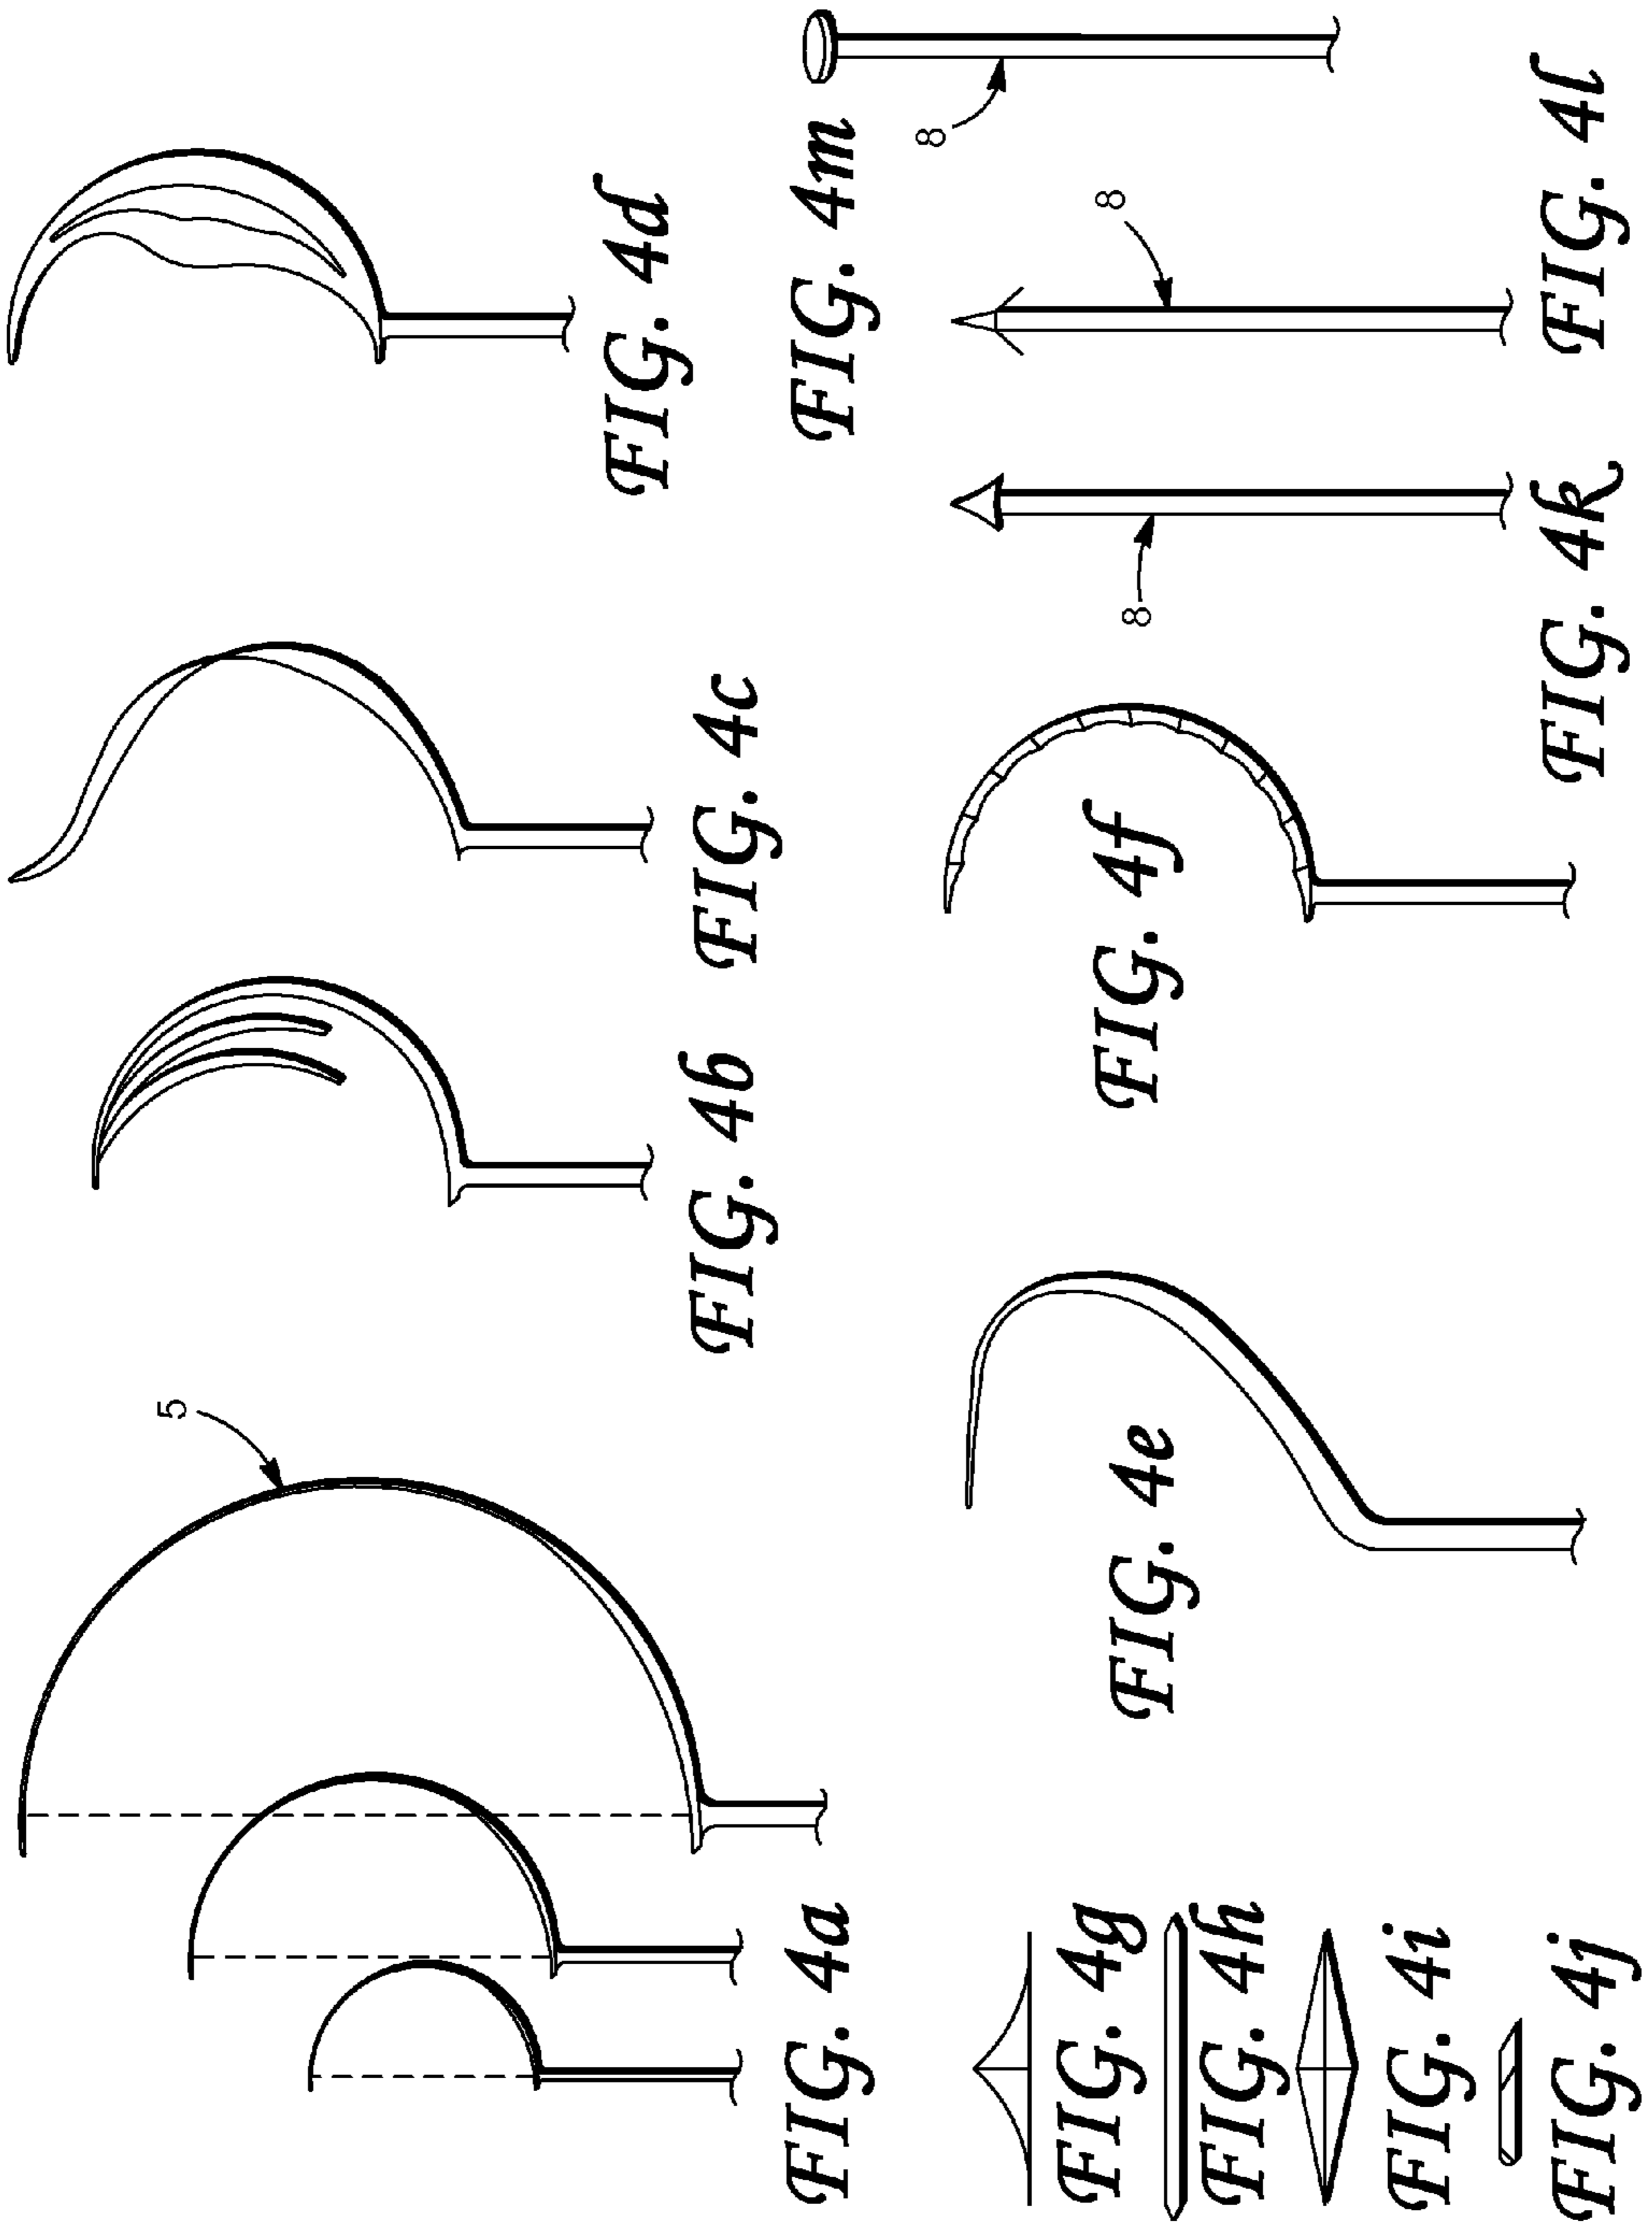 5
FIG. 4a
FIG. 4b
FIG. 4c
FIG. 4d
FIG. 4e
FIG. 4f
FIG. 4g
FIG. 4h
FIG. 4i
FIG. 4j
8
FIG. 4k
8
FIG. 4l
8
FIG. 4m